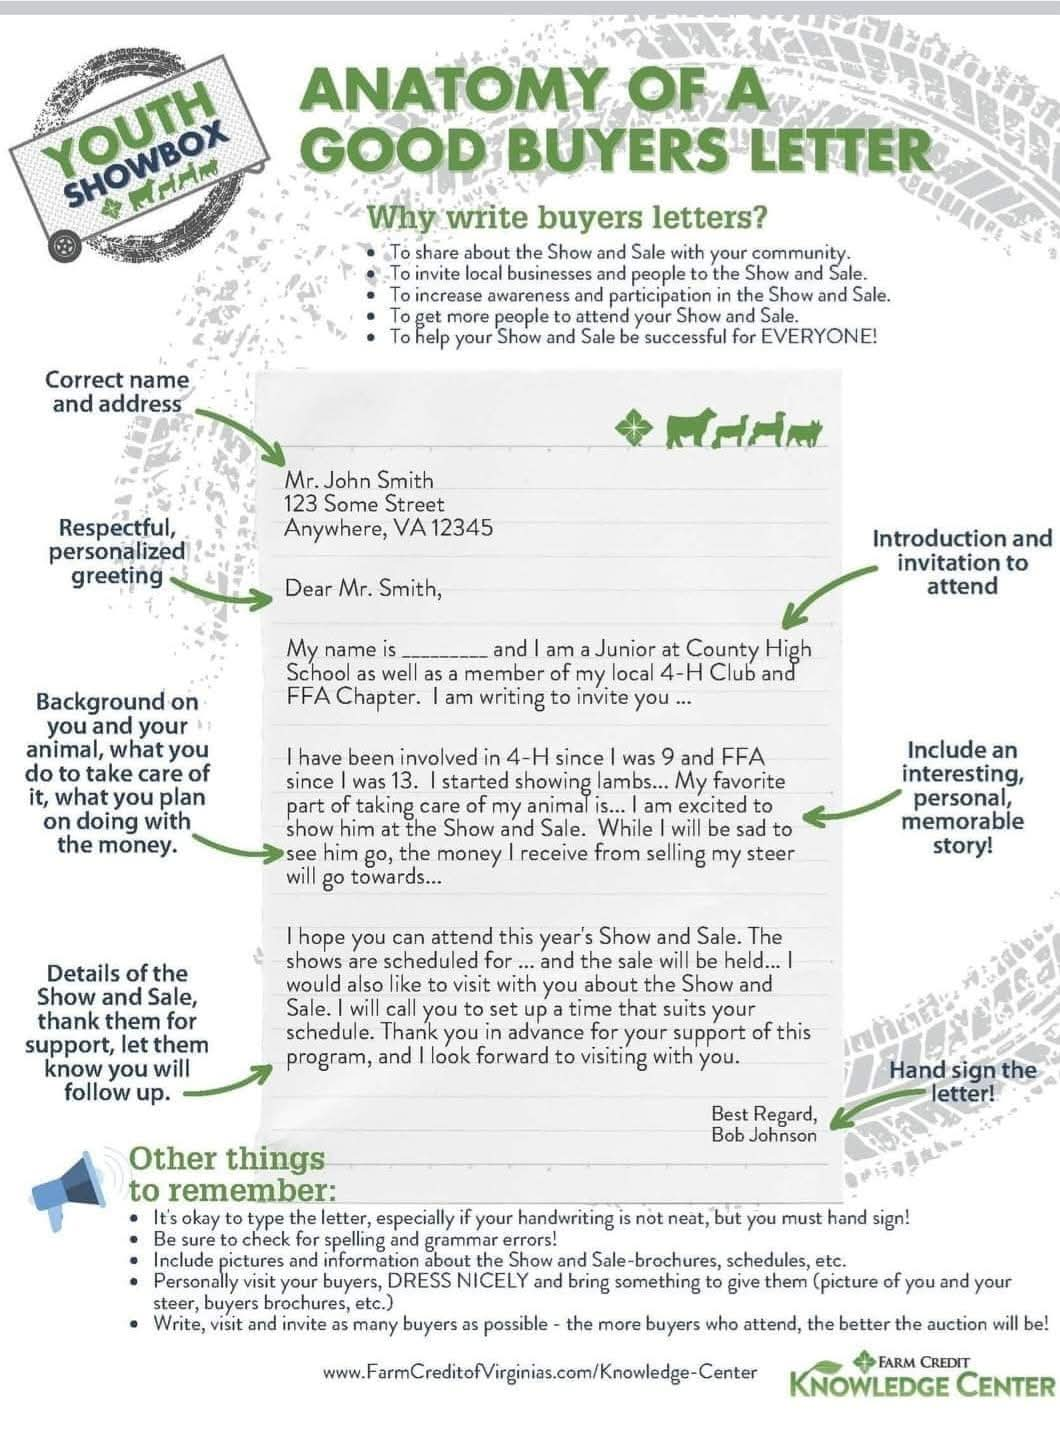 YOUTH
SHOWBOX
ANATOMY OF A
GOOD BUYERS LETTER
Why write buyers letters?
• To share about the Show and Sale with your community.
• To invite local businesses and people to the Show and Sale.
• To increase awareness and participation in the Show and Sale.
• To get more people to attend your Show and Sale.
• To help your Show and Sale be successful for EVERYONE!
Correct name
and address
Mr. John Smith
123 Some Street
Anywhere, VA 12345
Respectful,
personalized
greeting
Dear Mr. Smith,
Introduction and
invitation to
attend
My name is _________ and I am a Junior at County High
School as well as a member of my local 4-H Club and
FFA Chapter. I am writing to invite you ...
Background on
you and your
animal, what you
do to take care of
it, what you plan
on doing with
the money.
I have been involved in 4-H since I was 9 and FFA
since I was 13. I started showing lambs... My favorite
part of taking care of my animal is... I am excited to
show him at the Show and Sale. While I will be sad to
see him go, the money I receive from selling my steer
will go towards...
Include an
interesting,
personal,
memorable
story!
I hope you can attend this year's Show and Sale. The
shows are scheduled for ... and the sale will be held... I
would also like to visit with you about the Show and
Sale. I will call you to set up a time that suits your
schedule. Thank you in advance for your support of this
program, and I look forward to visiting with you.
Details of the
Show and Sale,
thank them for
support, let them
know you will
follow up.
Hand sign the
letter!
Best Regard,
Bob Johnson
Other things
to remember:
• It's okay to type the letter, especially if your handwriting is not neat, but you must hand sign!
• Be sure to check for spelling and grammar errors!
• Include pictures and information about the Show and Sale-brochures, schedules, etc.
• Personally visit your buyers, DRESS NICELY and bring something to give them (picture of you and your
steer, buyers brochures, etc.)
• Write, visit and invite as many buyers as possible - the more buyers who attend, the better the auction will be!
www.FarmCreditofVirginias.com/Knowledge-Center
FARM CREDIT
KNOWLEDGE CENTER